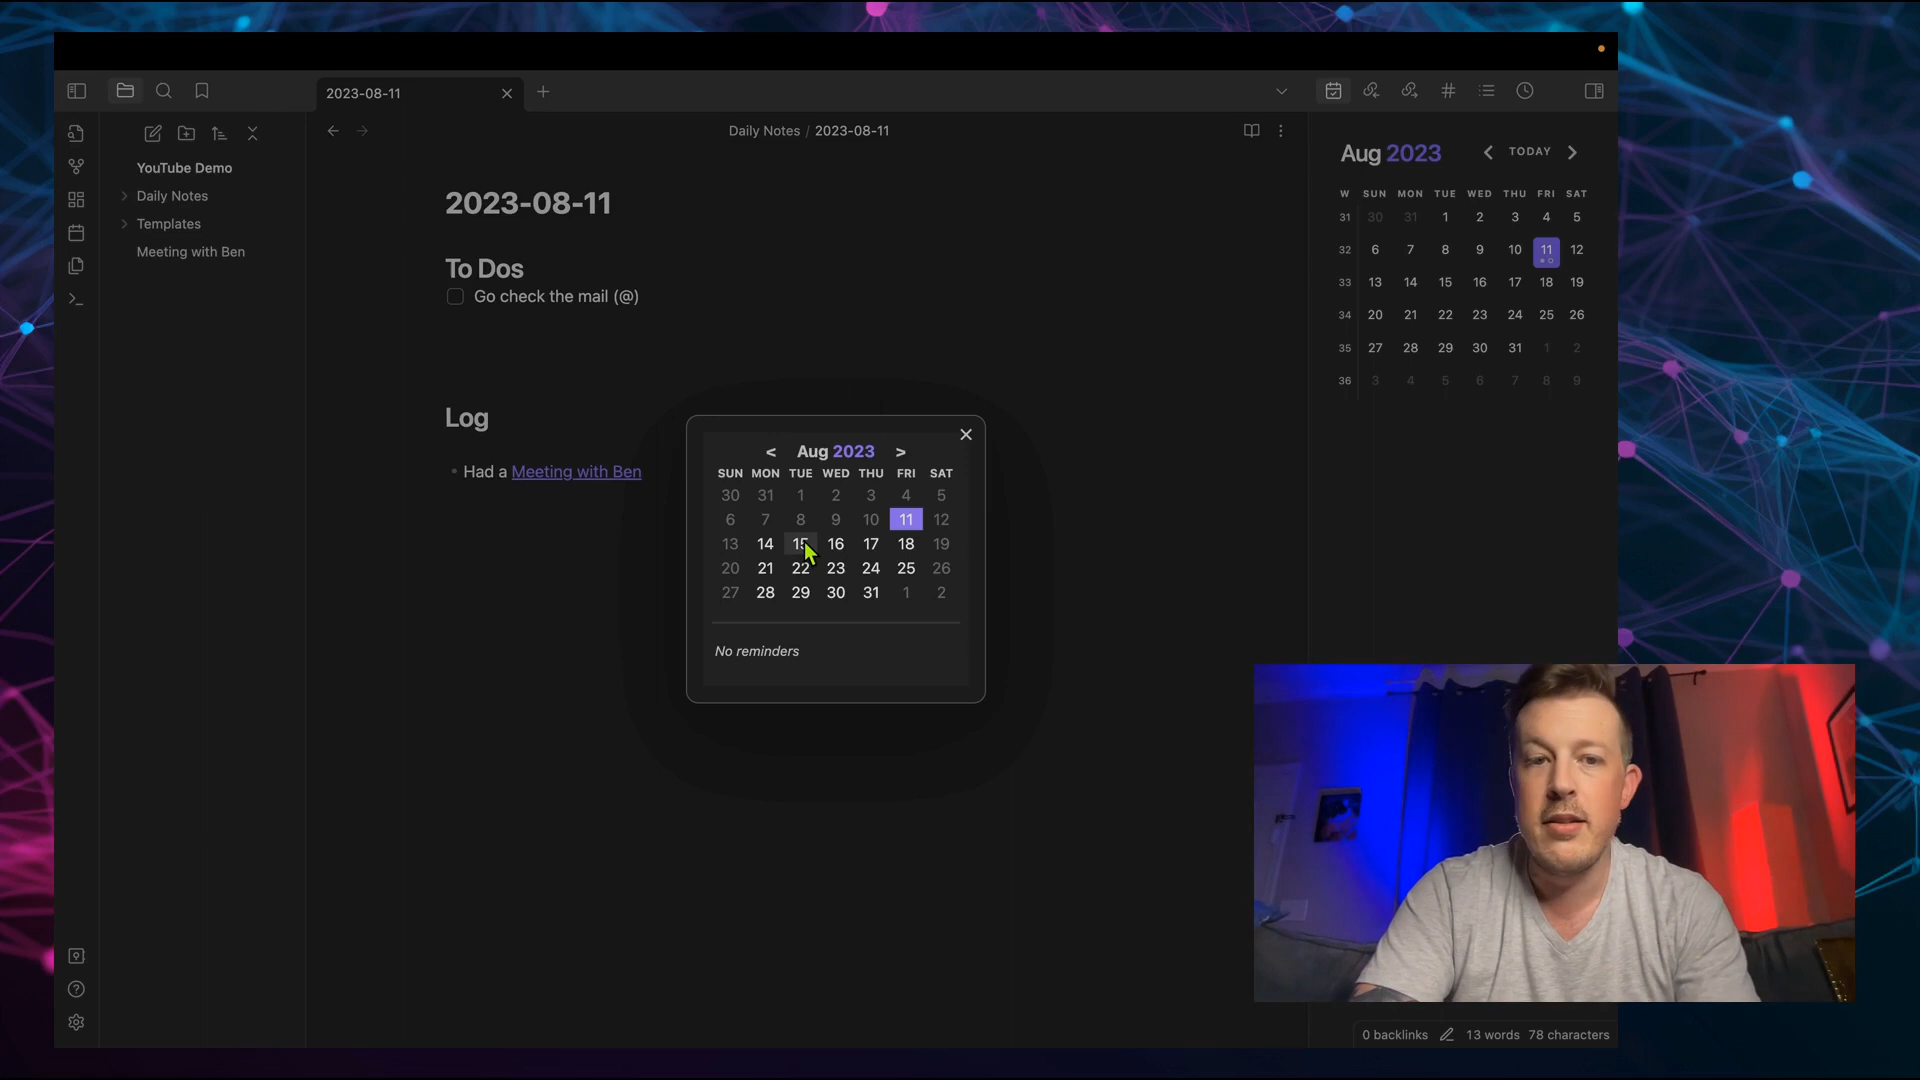 2023-08-11
YouTube Demo
Daily Notes
Templates
Meeting with Ben
Daily Notes / 2023-08-11
2023-08-11
To Dos
Go check the mail (@)
Log
• Had a Meeting with Ben
< Aug 2023 >
SUN MON TUE WED THU FRI SAT
30 31 1 2 3 4 5
6 7 8 9 10 11 12
13 14 15 16 17 18 19
20 21 22 23 24 25 26
27 28 29 30 31 1 2
No reminders
Aug 2023
TODAY
W SUN MON TUE WED THU FRI SAT
31 30 31 1 2 3 4 5
32 6 7 8 9 10 11 12
33 13 14 15 16 17 18 19
34 20 21 22 23 24 25 26
35 27 28 29 30 31 1 2
36 3 4 5 6 7 8 9
0 backlinks 13 words 78 characters